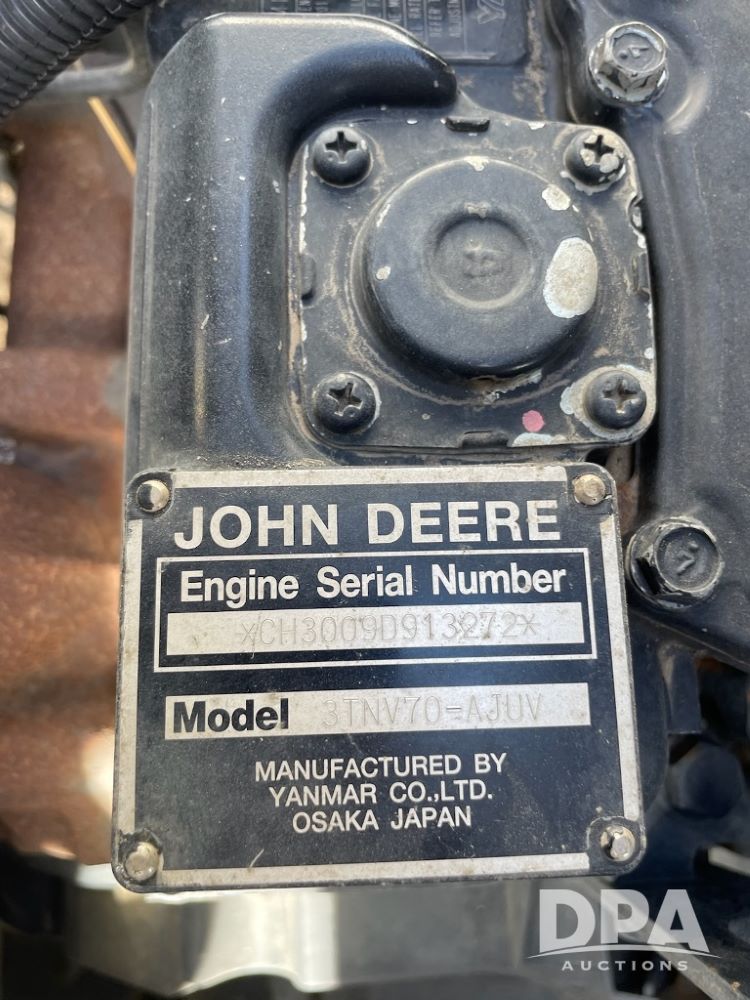 JOHN DEERE
Engine Serial Number
*CH3009D913272*
Model 3TNV70-AJUV
MANUFACTURED BY
YANMAR CO.,LTD.
OSAKA JAPAN
DPA
AUCTIONS